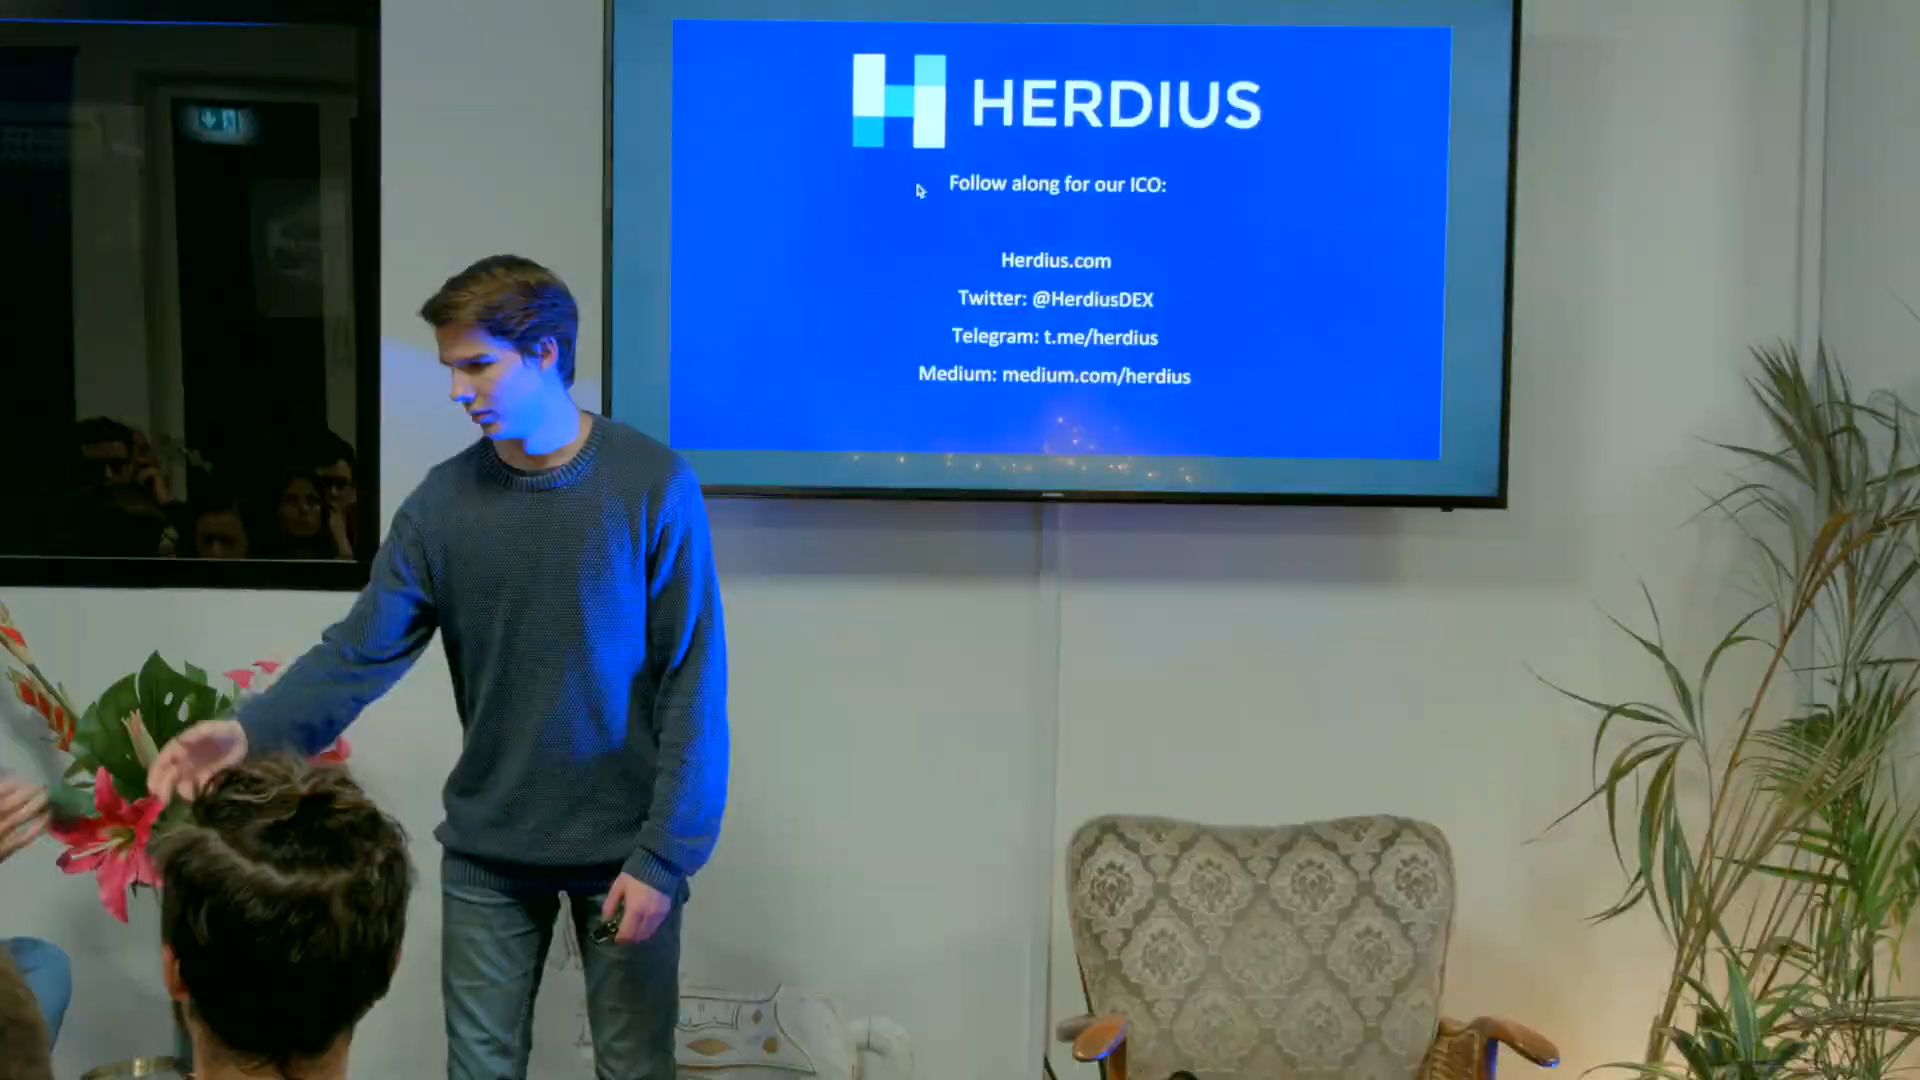 HERDIUS
Follow along for our ICO:
Herdius.com
Twitter: @HerdiusDEX
Telegram: t.me/herdius
Medium: medium.com/herdius